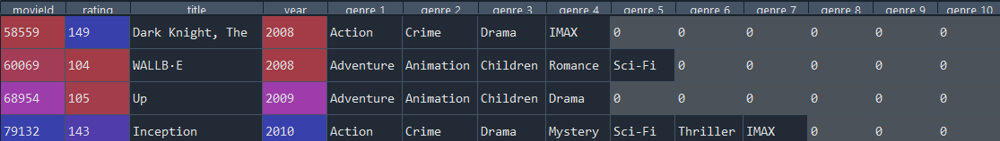 movieId rating title year genre 1 genre 2 genre 3 genre 4 genre 5 genre 6 genre 7 genre 8 genre 9 genre 10
58559 149 Dark Knight, The 2008 Action Crime Drama IMAX 0 0 0 0 0 0
60069 104 WALLB·E 2008 Adventure Animation Children Romance Sci-Fi 0 0 0 0 0
68954 105 Up 2009 Adventure Animation Children Drama 0 0 0 0 0 0
79132 143 Inception 2010 Action Crime Drama Mystery Sci-Fi Thriller IMAX 0 0 0